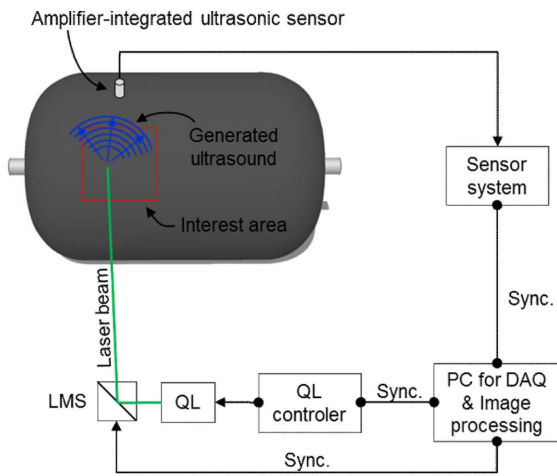 Amplifier-integrated ultrasonic sensor
Generated
ultrasound
Interest area
Sensor
system
Sync.
Laser beam
LMS
QL
QL
controler
Sync.
PC for DAQ
& Image
processing
Sync.